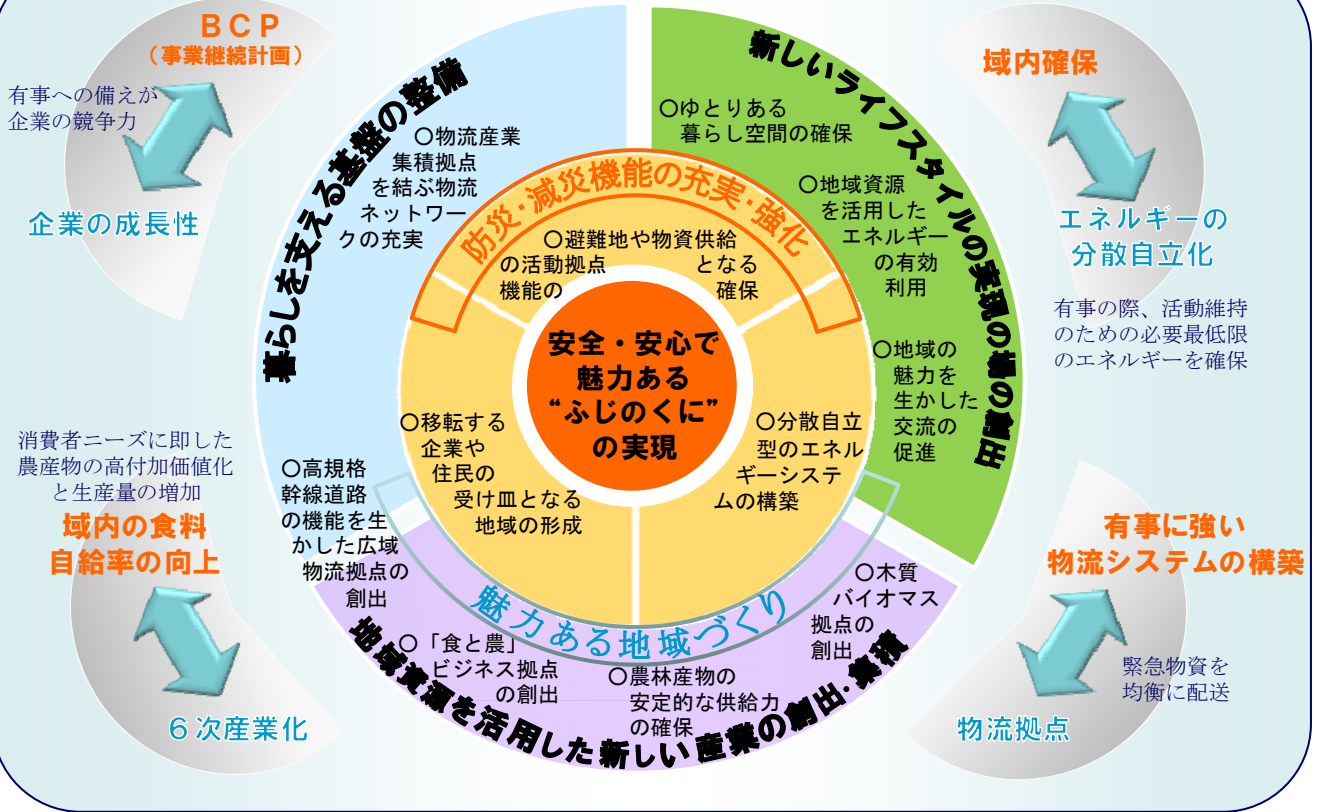 BCP
(事業継続計画)
有事への備えが
企業の競争力
企業の成長性
域内確保
エネルギーの
分散自立化
有事の際、活動維持
のための必要最低限
のエネルギーを確保
暮らしを支える基盤の整備
〇物流産業
集積拠点
を結ぶ物流
ネットワー
クの充実
〇高規格
幹線道路
の機能を生
かした広域
物流拠点の
創出
新しいライフスタイルの実現の場の創出
〇ゆとりある
暮らし空間の確保
〇地域資源
を活用した
エネルギー
の有効
利用
〇地域の
魅力を
生かした
交流の
促進
防災・減災機能の充実・強化
〇避難地や物資供給
の活動拠点 となる
機能の 確保
安全・安心で
魅力ある
“ふじのくに”
の実現
〇移転する
企業や
住民の
受け皿となる
地域の形成
〇分散自立
型のエネル
ギーシステ
ムの構築
魅力ある地域づくり
〇「食と農」
ビジネス拠点
の創出
〇農林産物の
安定的な供給力
の確保
〇木質
バイオマス
拠点の
創出
地域資源を活用した新しい産業の創出・集積
消費者ニーズに即した
農産物の高付加価値化
と生産量の増加
域内の食料
自給率の向上
６次産業化
有事に強い
物流システムの構築
緊急物資を
均衡に配送
物流拠点